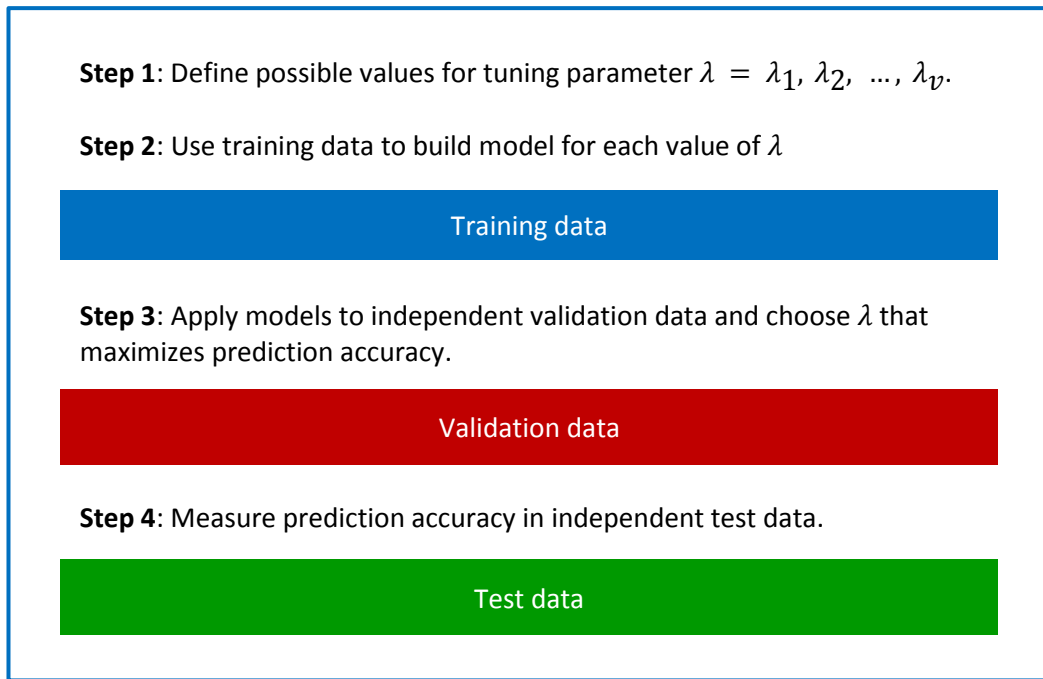 Step 1: Define possible values for tuning parameter λ = λ₁, λ₂, …, λᵥ.
Step 2: Use training data to build model for each value of λ
Training data
Step 3: Apply models to independent validation data and choose λ that
maximizes prediction accuracy.
Validation data
Step 4: Measure prediction accuracy in independent test data.
Test data